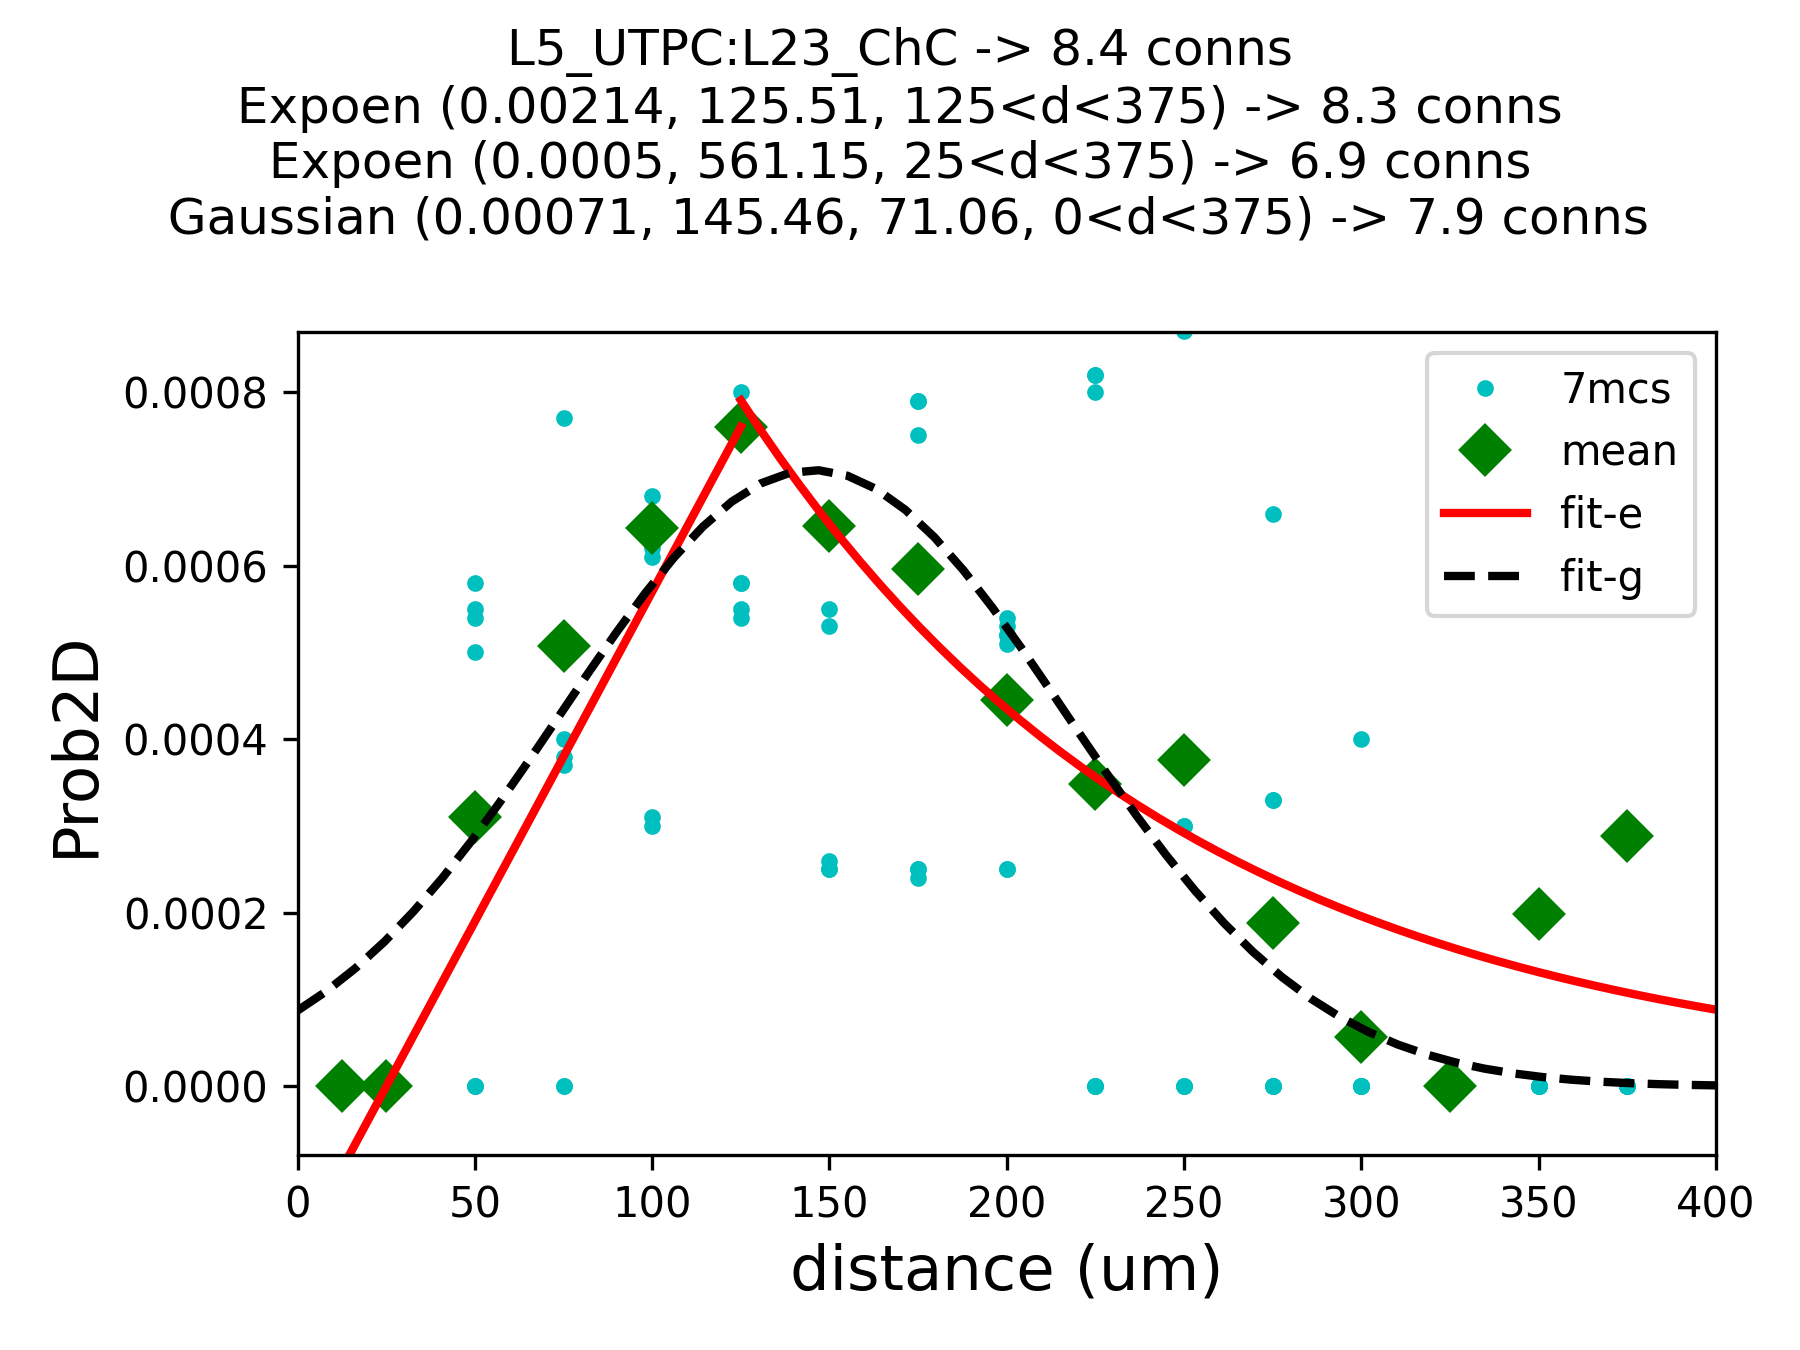 L5_UTPC:L23_ChC -> 8.4 conns
Expoen (0.00214, 125.51, 125<d<375) -> 8.3 conns
Expoen (0.0005, 561.15, 25<d<375) -> 6.9 conns
Gaussian (0.00071, 145.46, 71.06, 0<d<375) -> 7.9 conns
7mcs
mean
fit-e
fit-g
0.0008
0.0006
0.0004
0.0002
0.0000
Prob2D
0 50 100 150 200 250 300 350 400
distance (um)